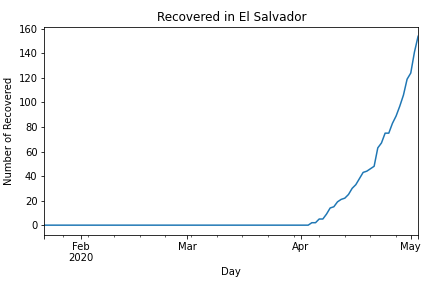 Recovered in El Salvador
Number of Recovered
160
140
120
100
80
60
40
20
0
Feb
2020
Mar
Apr
May
Day